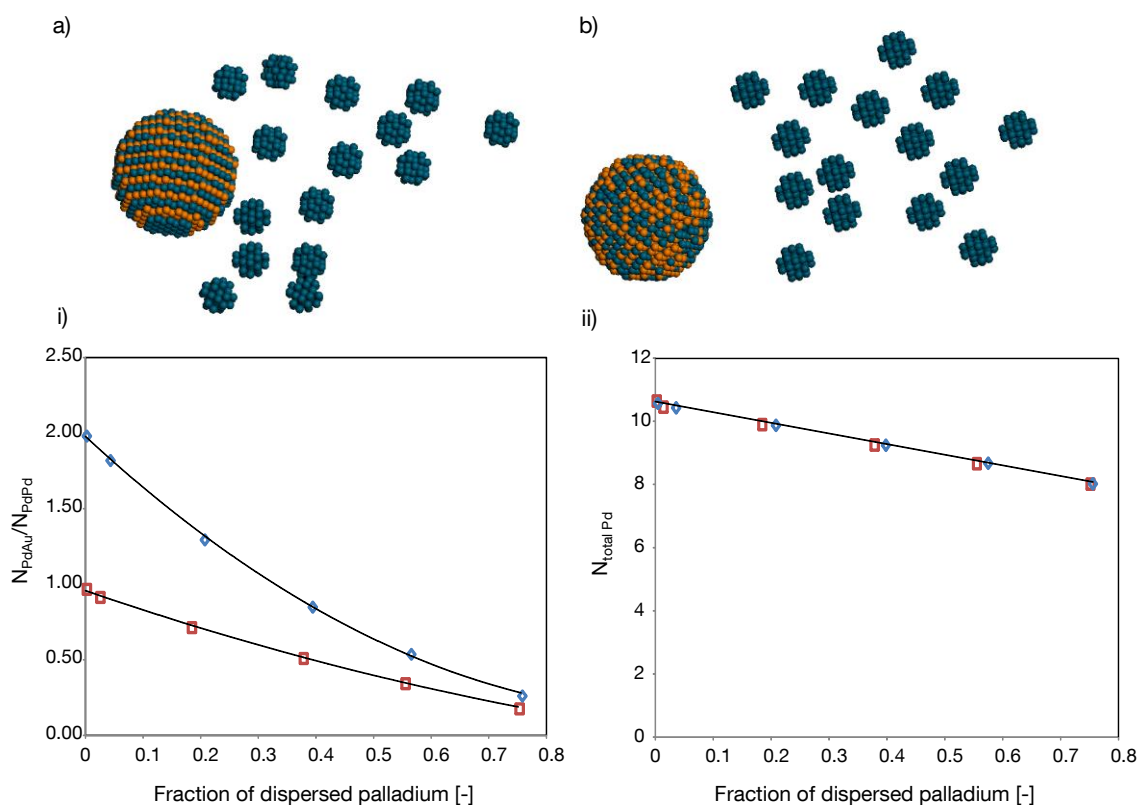 a)
b)
i)
ii)
2.50
2.00
1.50
1.00
0.50
0.00
N_PdAu/N_PdPd
0 0.1 0.2 0.3 0.4 0.5 0.6 0.7 0.8
Fraction of dispersed palladium [-]
12
10
8
6
4
2
0
N_total Pd
0 0.1 0.2 0.3 0.4 0.5 0.6 0.7 0.8
Fraction of dispersed palladium [-]